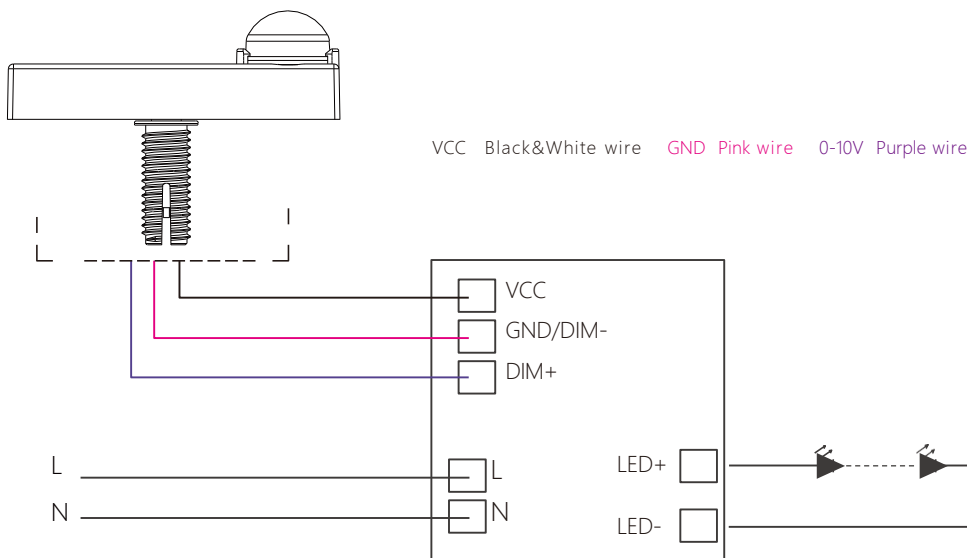 VCC Black&White wire GND Pink wire 0-10V Purple wire
VCC
GND/DIM-
DIM+
L
L
LED+
N
N
LED-